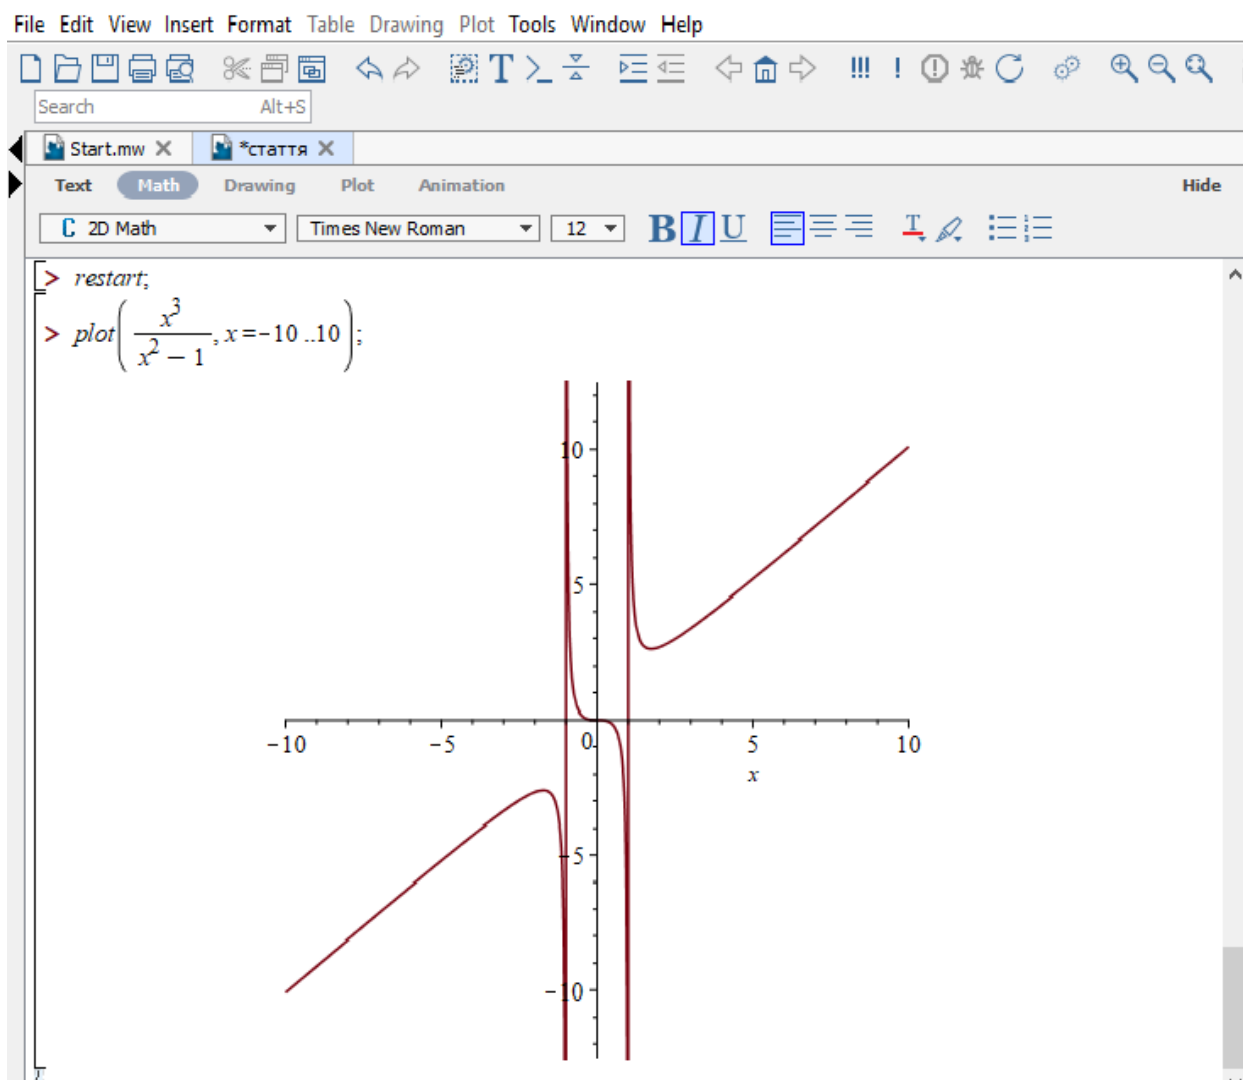 File Edit View Insert Format Table Drawing Plot Tools Window Help
Search Alt+S
Start.mw *стаття
Text Math Drawing Plot Animation Hide
C 2D Math Times New Roman 12 B I U
> restart;
> plot( x^3 / (x^2 − 1), x=−10 ..10 );
10
5
−10 −5 0 5 10
x
−5
−10